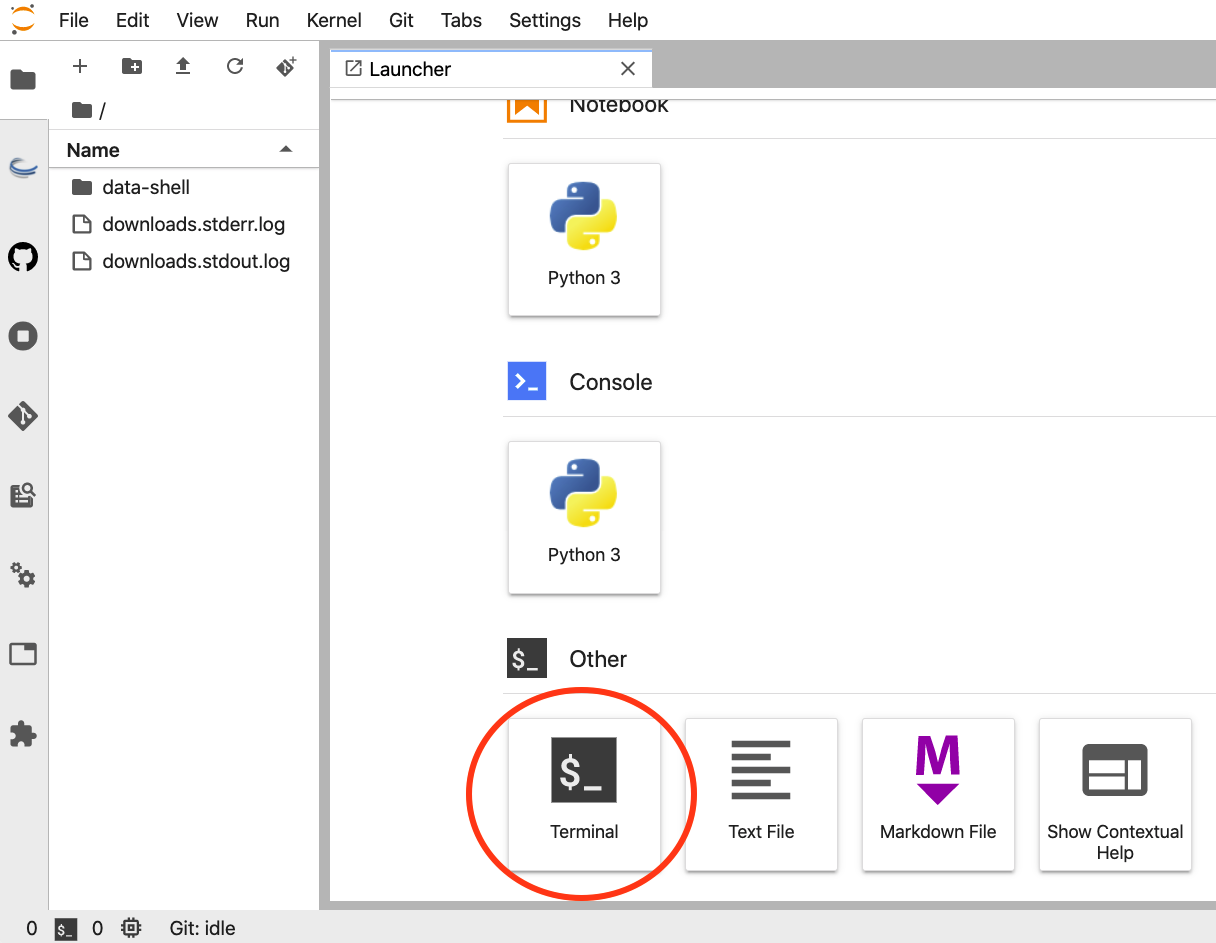 File Edit View Run Kernel Git Tabs Settings Help
Launcher
/
Name
data-shell
downloads.stderr.log
downloads.stdout.log
Notebook
Python 3
Console
Python 3
$_ Other
$_
Terminal
Text File
M
Markdown File
Show Contextual
Help
0 $_ 0 Git: idle